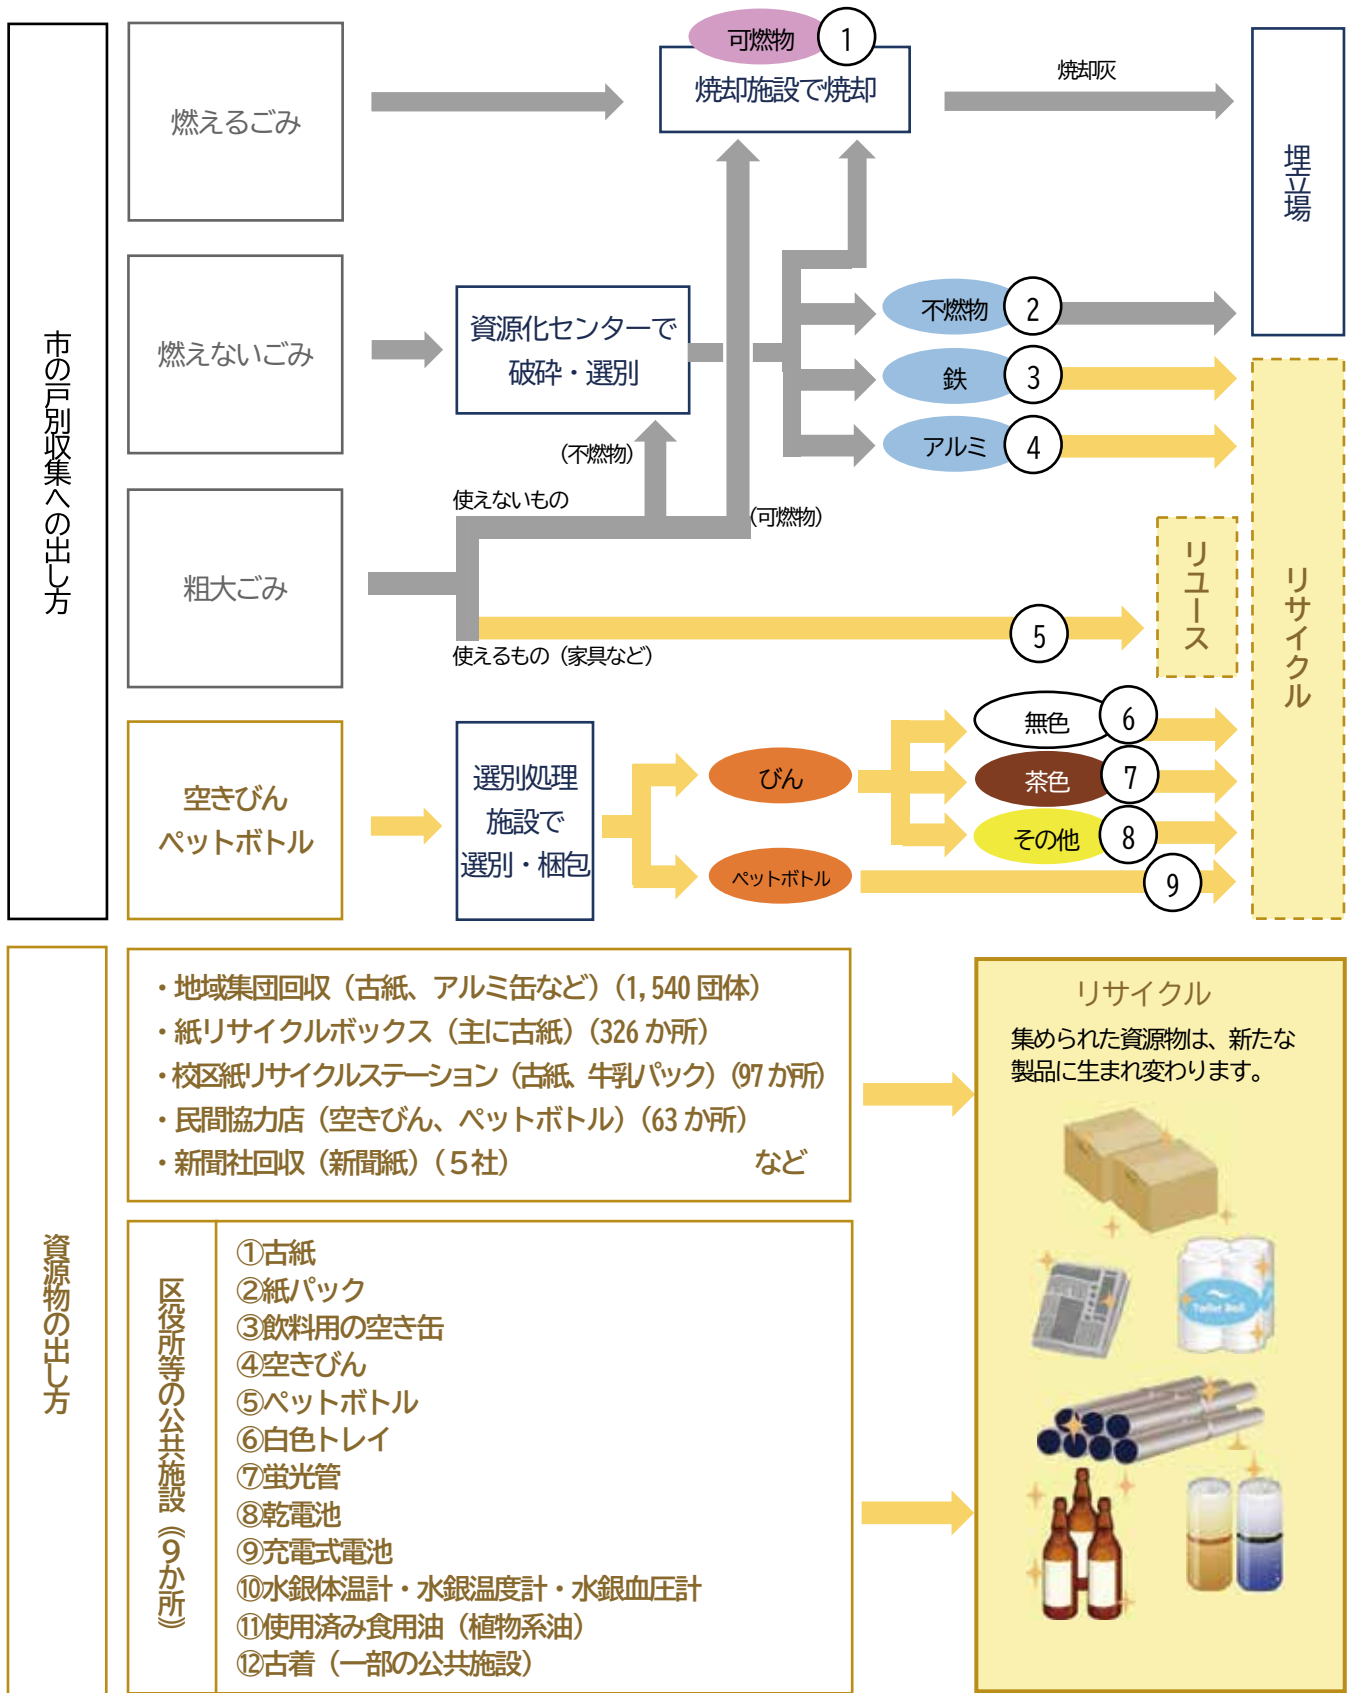 市の戸別収集への出し方
燃えるごみ
可燃物
1
焼却施設で焼却
焼却灰
埋立場
燃えないごみ
資源化センターで
破砕・選別
不燃物
2
鉄
3
アルミ
4
(不燃物)
使えないもの
(可燃物)
粗大ごみ
使えるもの（家具など）
5
リユース
リサイクル
空きびん
ペットボトル
選別処理
施設で
選別・梱包
びん
ペットボトル
無色
6
茶色
7
その他
8
9
資源物の出し方
・地域集団回収（古紙、アルミ缶など）（1,540 団体）
・紙リサイクルボックス（主に古紙）（326 か所）
・校区紙リサイクルステーション（古紙、牛乳パック）（97 か所）
・民間協力店（空きびん、ペットボトル）（63 か所）
・新聞社回収（新聞紙）（５社）　など
区役所等の公共施設《９か所》
①古紙
②紙パック
③飲料用の空き缶
④空きびん
⑤ペットボトル
⑥白色トレイ
⑦蛍光管
⑧乾電池
⑨充電式電池
⑩水銀体温計・水銀温度計・水銀血圧計
⑪使用済み食用油（植物系油）
⑫古着（一部の公共施設）
リサイクル
集められた資源物は、新たな
製品に生まれ変わります。
Toilet Roll